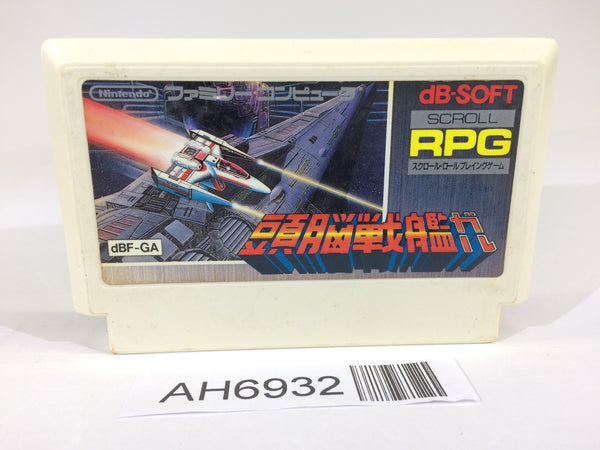 Nintendo ファミリーコンピュータ
dB-SOFT
SCROLL
RPG
スクロール・ロールプレイングゲーム
頭脳戦艦ガル
dBF-GA
AH6932